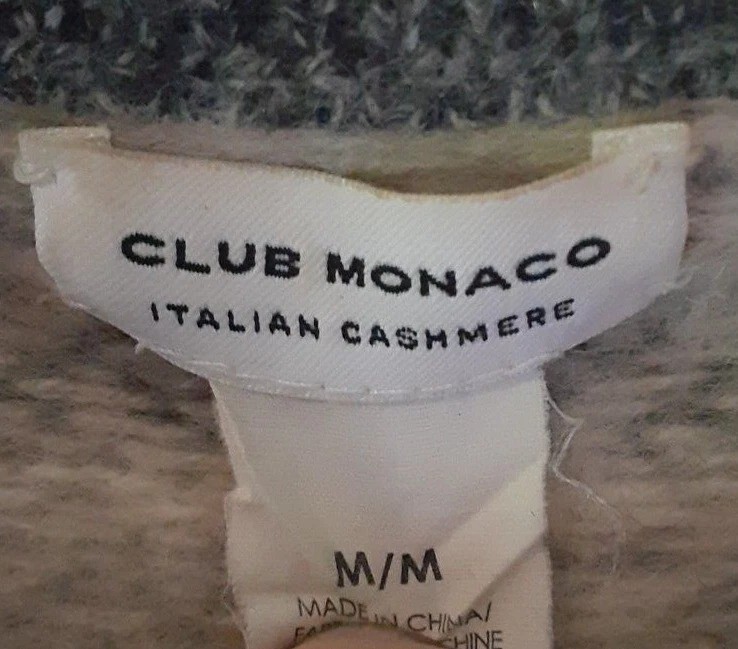 CLUB MONACO
ITALIAN CASHMERE
M/M
MADE IN CHINA/